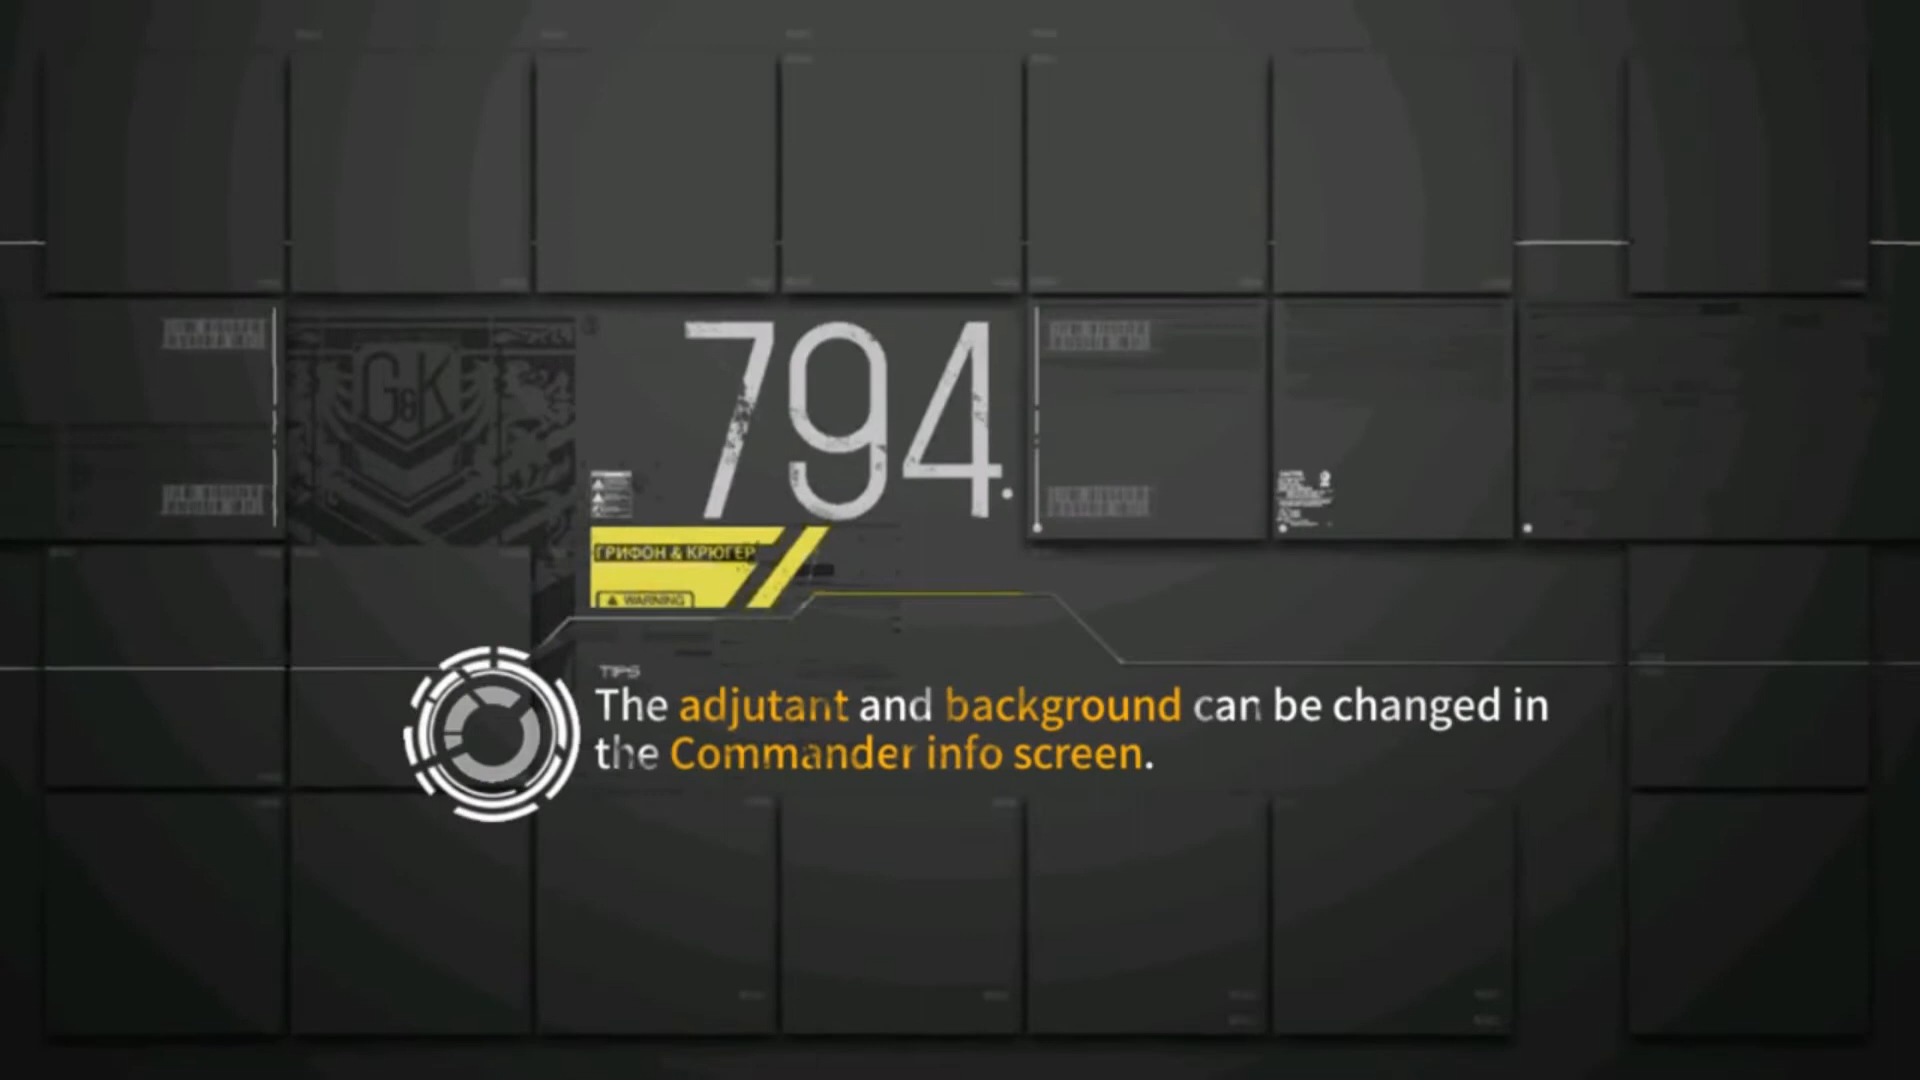 G&K
794.
ГРИФОН & КРЮГЕР
WARNING
TIPS
The adjutant and background can be changed in
the Commander info screen.